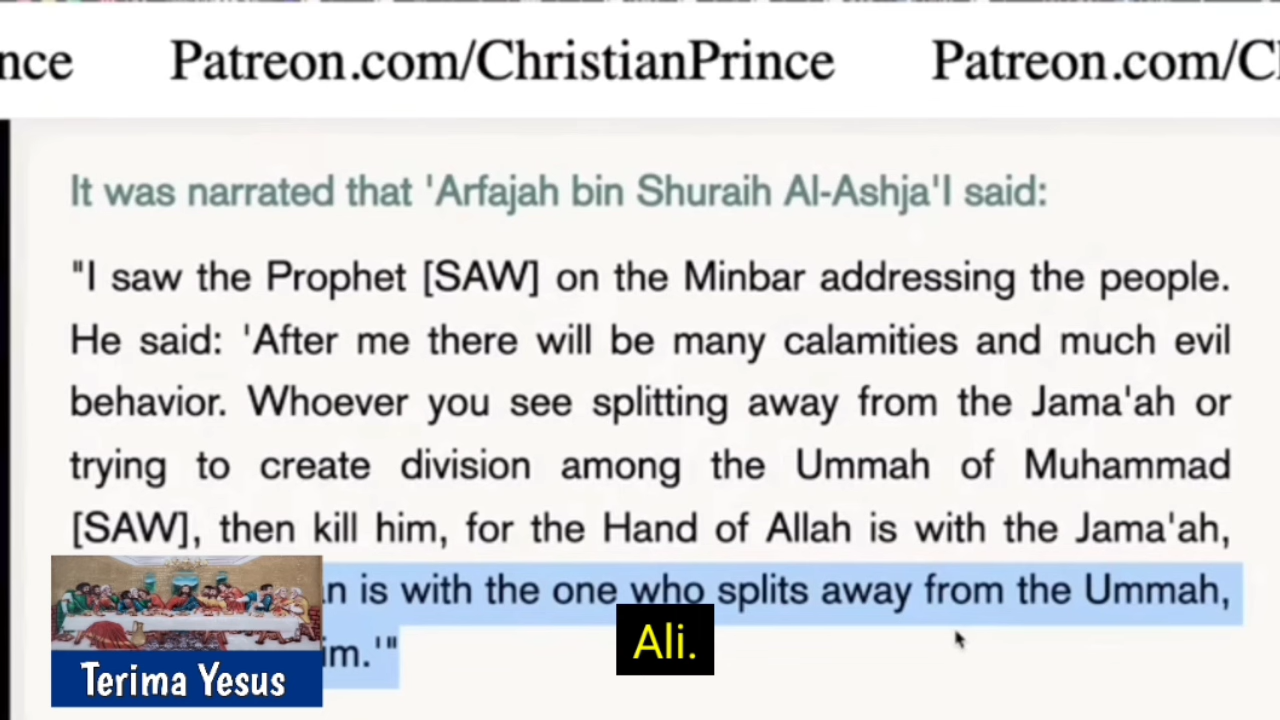 nce Patreon.com/ChristianPrince Patreon.com/C
It was narrated that 'Arfajah bin Shuraih Al-Ashja'I said:
"I saw the Prophet [SAW] on the Minbar addressing the people.
He said: 'After me there will be many calamities and much evil
behavior. Whoever you see splitting away from the Jama'ah or
trying to create division among the Ummah of Muhammad
[SAW], then kill him, for the Hand of Allah is with the Jama'ah,
n is with the one who splits away from the Ummah,
im.'"
Ali.
Terima Yesus